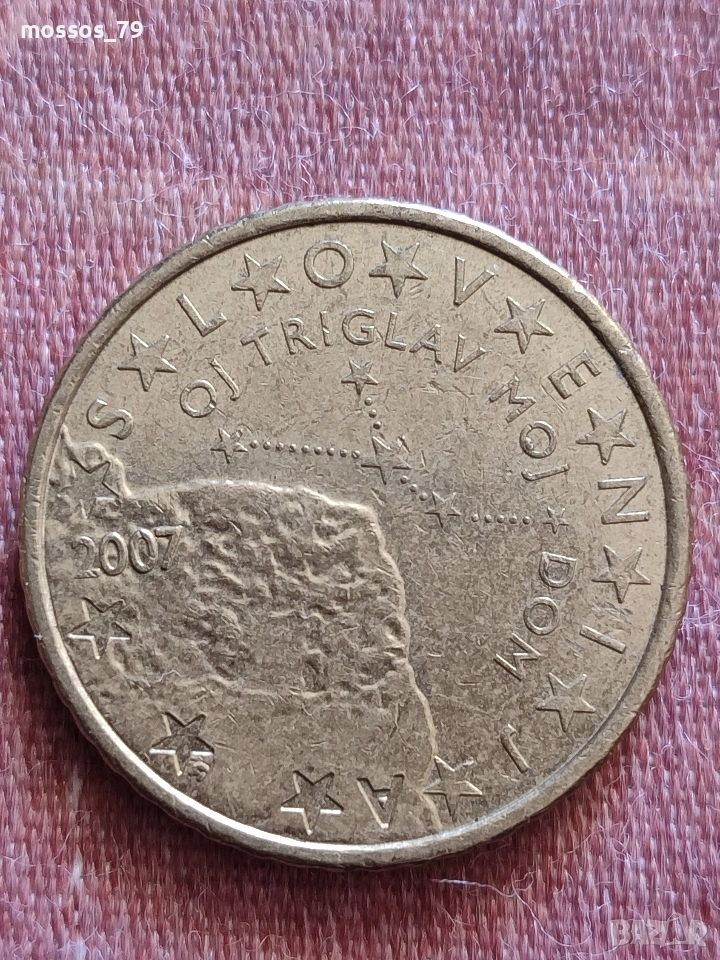 mossos_79
SLOVENIJA
OJ TRIGLAV MOJ DOM
2007